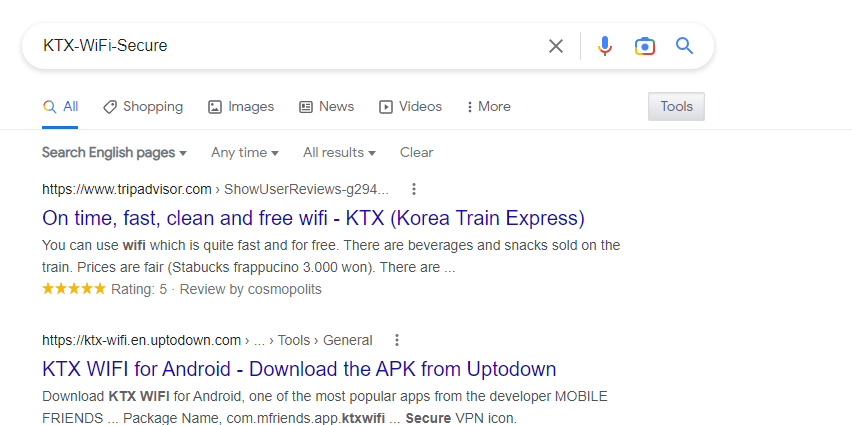 KTX-WiFi-Secure
All Shopping Images News Videos More Tools
Search English pages Any time All results Clear
https://www.tripadvisor.com › ShowUserReviews-g294...
On time, fast, clean and free wifi - KTX (Korea Train Express)
You can use wifi which is quite fast and for free. There are beverages and snacks sold on the
train. Prices are fair (Stabucks frappucino 3.000 won). There are ...
Rating: 5 · Review by cosmopolits
https://ktx-wifi.en.uptodown.com › ... › Tools › General
KTX WIFI for Android - Download the APK from Uptodown
Download KTX WIFI for Android, one of the most popular apps from the developer MOBILE
FRIENDS ... Package Name, com.mfriends.app.ktxwifi ... Secure VPN icon.